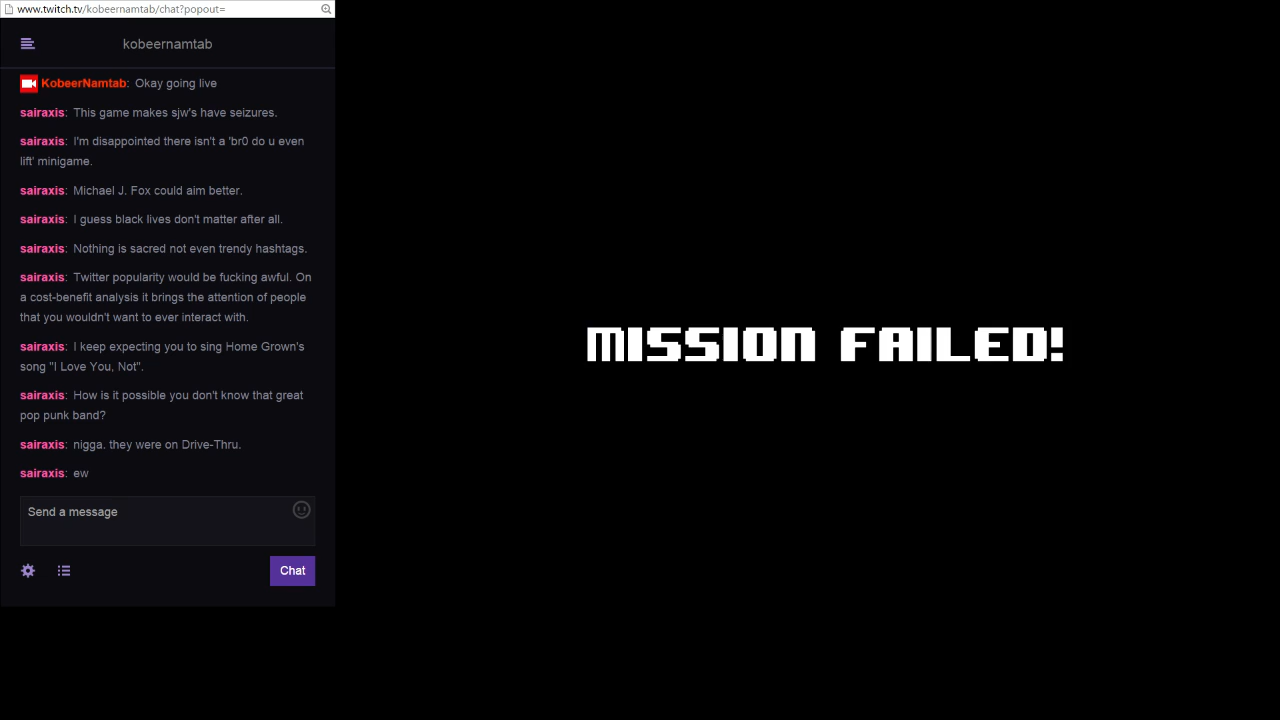 www.twitch.tv/kobeernamtab/chat?popout=
kobeernamtab
KobeerNamtab: Okay going live
sairaxis: This game makes sjw's have seizures.
sairaxis: I'm disappointed there isn't a 'br0 do u even
lift' minigame.
sairaxis: Michael J. Fox could aim better.
sairaxis: I guess black lives don't matter after all.
sairaxis: Nothing is sacred not even trendy hashtags.
sairaxis: Twitter popularity would be fucking awful. On
a cost-benefit analysis it brings the attention of people
that you wouldn't want to ever interact with.
sairaxis: I keep expecting you to sing Home Grown's
song "I Love You, Not".
sairaxis: How is it possible you don't know that great
pop punk band?
sairaxis: nigga. they were on Drive-Thru.
sairaxis: ew
Send a message
Chat
MISSION FAILED!